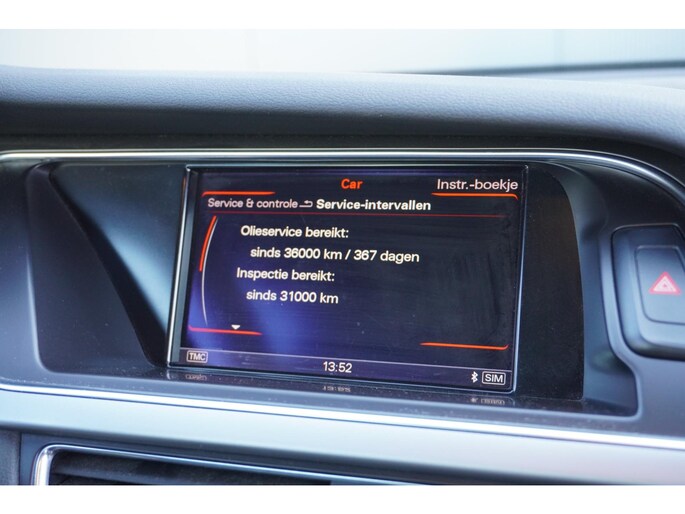 Car
Instr.-boekje
Service & controle Service-intervallen
Olieservice bereikt:
sinds 36000 km / 367 dagen
Inspectie bereikt:
sinds 31000 km
TMC
13:52
SIM